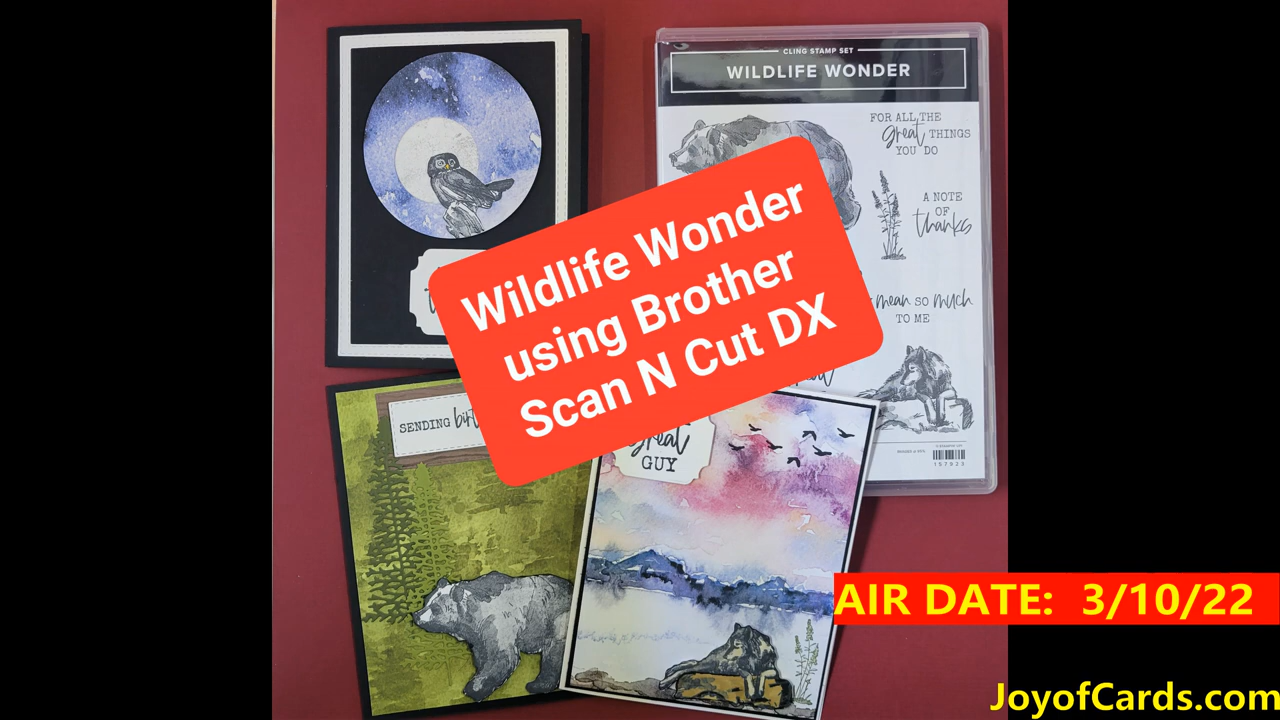 CLING STAMP SET
WILDLIFE WONDER
FOR ALL THE
great THINGS
YOU DO
A NOTE
OF
thanks
mean SO much
TO ME
157923
Wildlife Wonder
using Brother
Scan N Cut DX
SENDING
great
GUY
AIR DATE: 3/10/22
JoyofCards.com